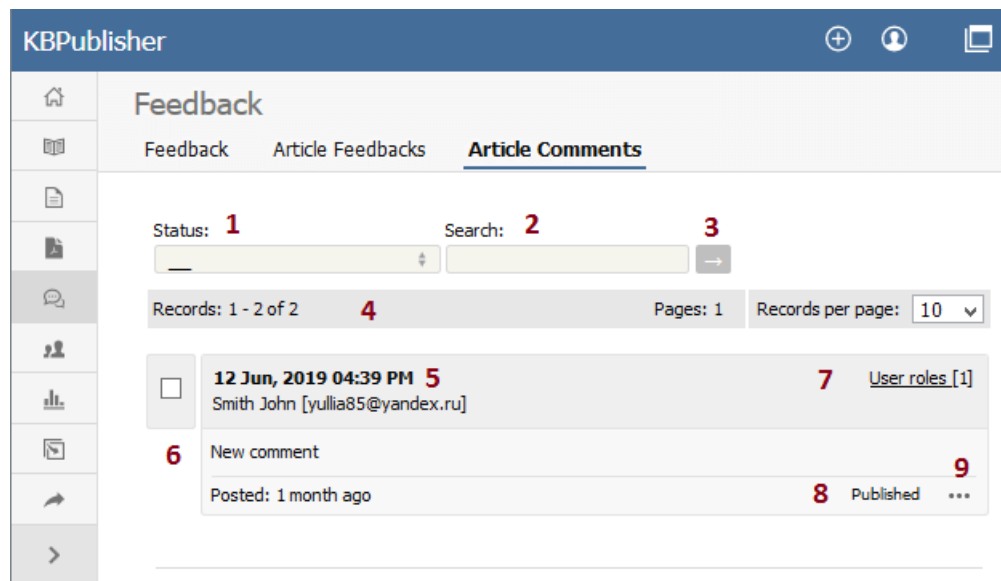 KBPublisher
Feedback
Feedback Article Feedbacks Article Comments
Status: 1 Search: 2 3
__ →
Records: 1 - 2 of 2 4 Pages: 1 Records per page: 10
12 Jun, 2019 04:39 PM 5 7 User roles [1]
Smith John [yullia85@yandex.ru]
6 New comment 9
Posted: 1 month ago 8 Published •••